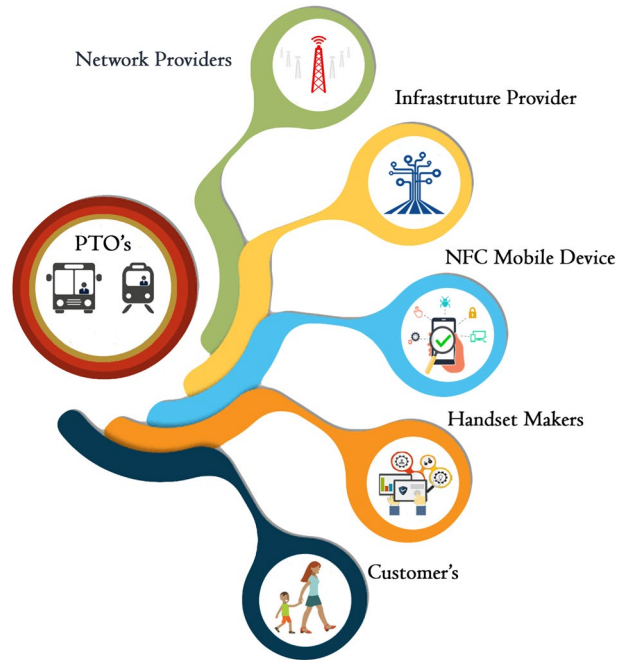 Network Providers
Infrastruture Provider
PTO's
NFC Mobile Device
Handset Makers
Customer's